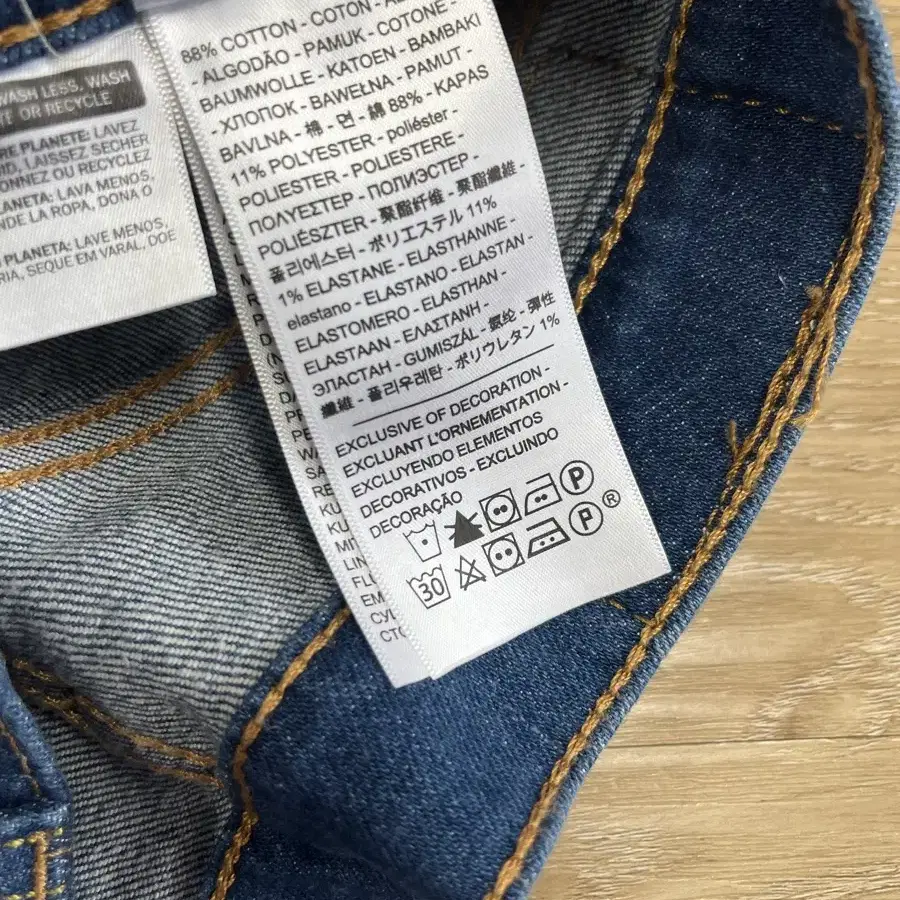 WASH LESS, WASH
TE OR RECYCLE
RE PLANETE: LAVEZ
LAISSEZ SECHER
ONNEZ OU RECYCLEZ
PLANETA: LAVA MENOS,
NDE LA ROPA, DONA O
PLANETA: LAVE MENOS,
RIA, SEQUE EM VARAL, DOE
88% COTTON - COTON -
- ALGODÃO - PAMUK - COTONE -
BAUMWOLLE - KATOEN - BAMBAKI
- ХЛОПОК - BAWEŁNA - PAMUT -
BAVLNA - 棉 - 면 - 綿 88% - KAPAS
11% POLYESTER - poliéster -
POLIESTER - POLIESTERE -
ΠΟΛΥΕΣΤΕΡ - ПОЛИЭСТЕР -
POLIÉSZTER - 聚酯纤维 - 聚酯纖維 -
폴리에스터 - ポリエステル 11%
1% ELASTANE - ELASTHANNE -
elastano - ELASTANO - ELASTAN -
ELASTOMERO - ELASTHAN -
ELASTAAN - ΕΛΑΣΤΑΝΗ -
ЭЛАСТАН - GUMISZÁL - 氨纶 - 彈性
纖維 - 폴리우레탄 - ポリウレタン 1%
EXCLUSIVE OF DECORATION -
EXCLUANT L'ORNEMENTATION -
EXCLUYENDO ELEMENTOS
DECORATIVOS - EXCLUINDO
DECORAÇÃO
P
30 P ®